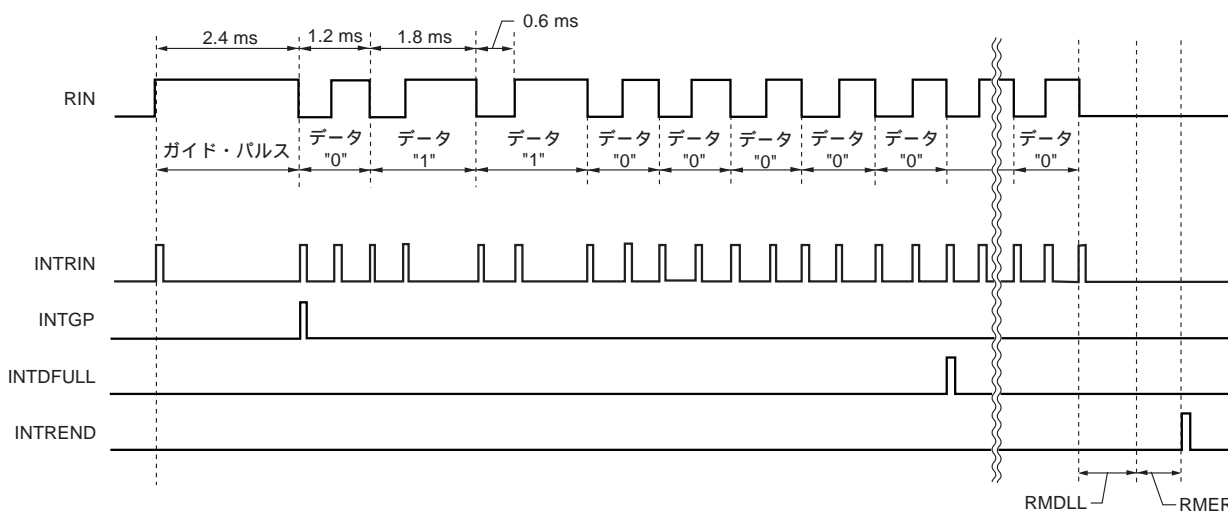 0.6 ms
2.4 ms
1.2 ms
1.8 ms
RIN
ガイド・パルス
データ
"0"
データ
"1"
データ
"1"
データ
"0"
データ
"0"
データ
"0"
データ
"0"
データ
"0"
データ
"0"
INTRIN
INTGP
INTDFULL
INTREND
RMDLL
RMER